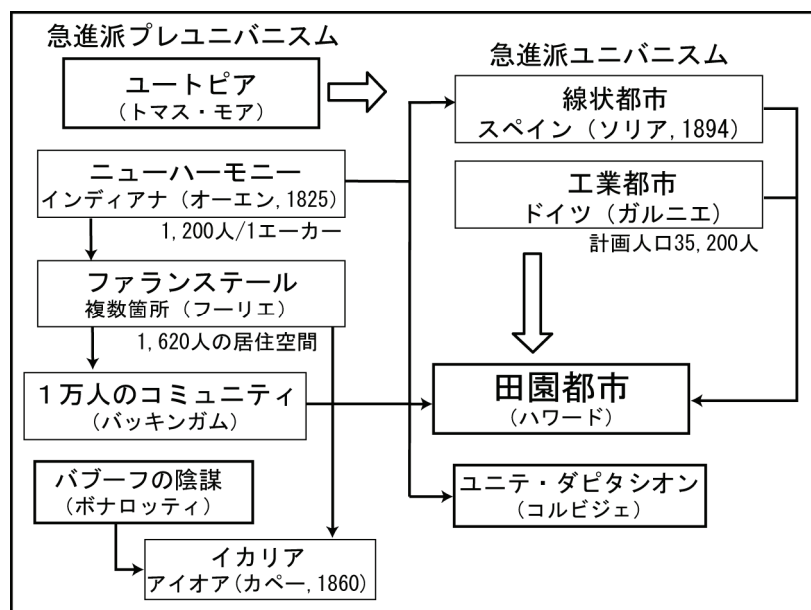 急進派プレユニバニスム
ユートピア
(トマス・モア)
ニューハーモニー
インディアナ(オーエン,1825)
1,200人/1エーカー
ファランステール
複数箇所(フーリエ)
1,620人の居住空間
1万人のコミュニティ
(バッキンガム)
バブーフの陰謀
(ボナロッティ)
イカリア
アイオア(カペー,1860)
急進派ユニバニスム
線状都市
スペイン(ソリア,1894)
工業都市
ドイツ(ガルニエ)
計画人口35,200人
田園都市
(ハワード)
ユニテ・ダピタシオン
(コルビジェ)